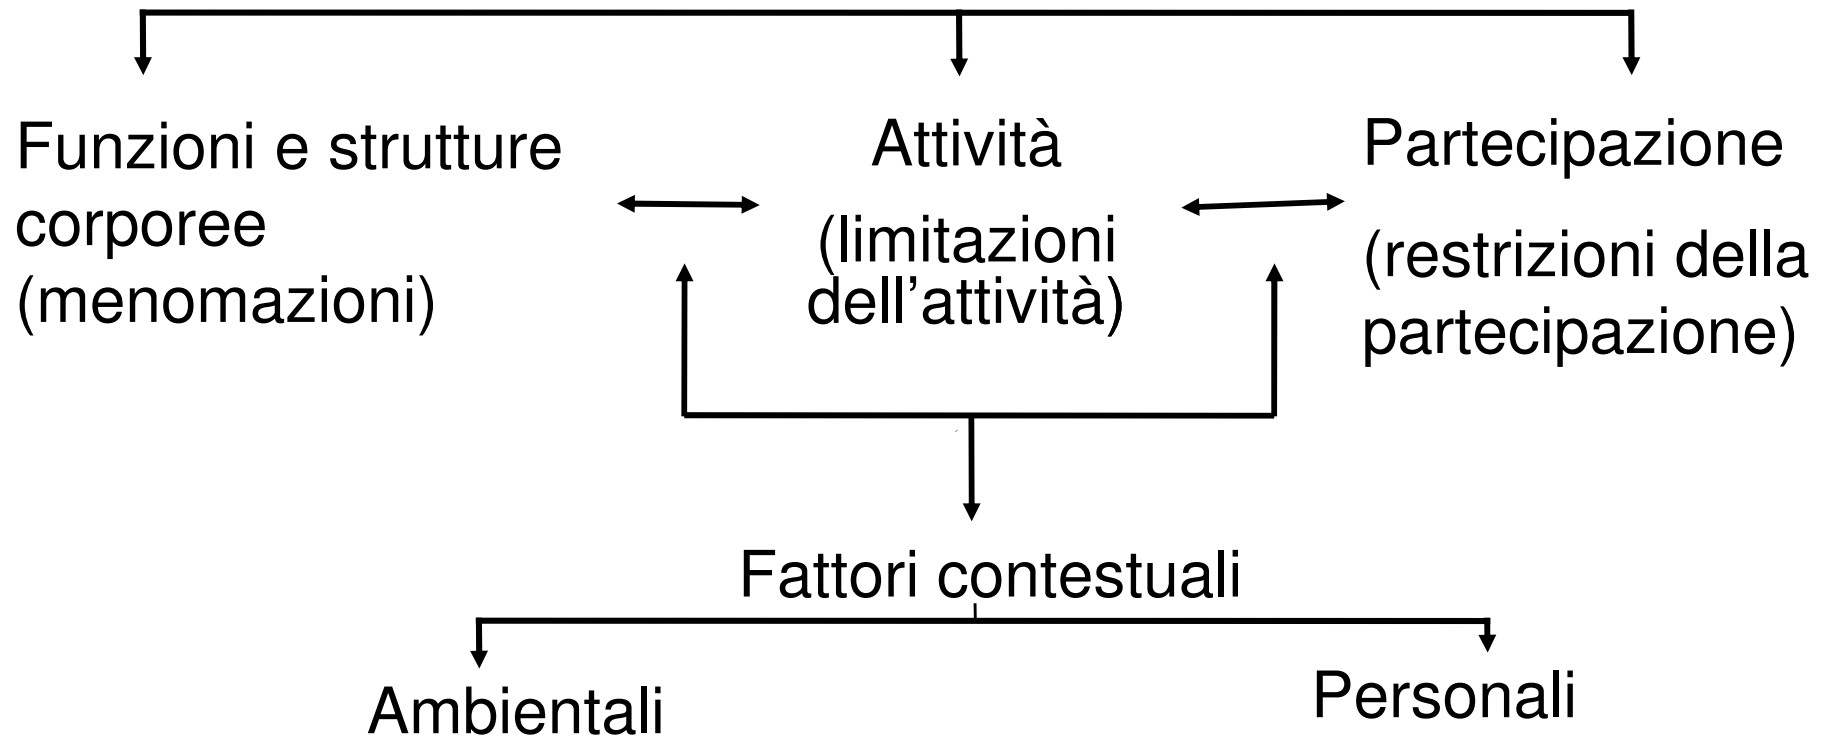 Funzioni e strutture
corporee
(menomazioni)
Attività
(limitazioni
dell’attività)
Partecipazione
(restrizioni della
partecipazione)
Fattori contestuali
Ambientali
Personali